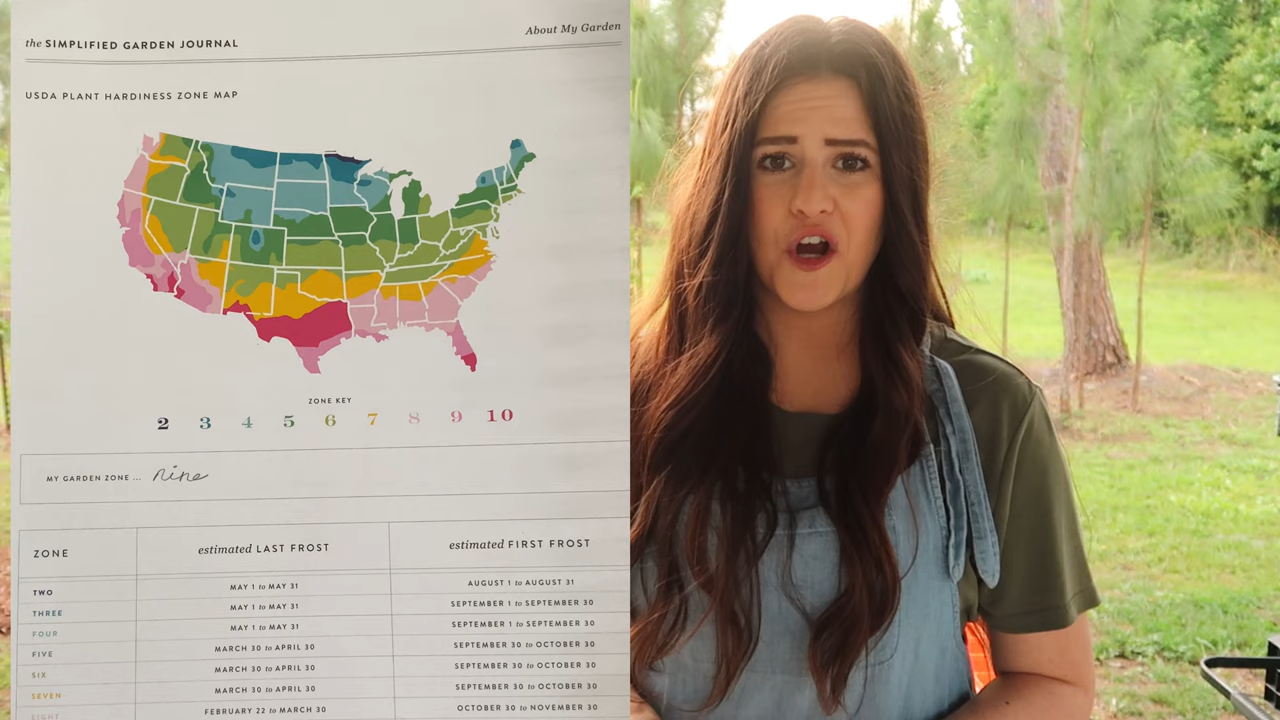 the SIMPLIFIED GARDEN JOURNAL
About My Garden
USDA PLANT HARDINESS ZONE MAP
ZONE KEY
2 3 4 5 6 7 8 9 10
MY GARDEN ZONE ... nine
ZONE estimated LAST FROST estimated FIRST FROST
TWO MAY 1 to MAY 31 AUGUST 1 to AUGUST 31
THREE MAY 1 to MAY 31 SEPTEMBER 1 to SEPTEMBER 30
FOUR MAY 1 to MAY 31 SEPTEMBER 1 to SEPTEMBER 30
FIVE MARCH 30 to APRIL 30 SEPTEMBER 30 to OCTOBER 30
SIX MARCH 30 to APRIL 30 SEPTEMBER 30 to OCTOBER 30
SEVEN MARCH 30 to APRIL 30 SEPTEMBER 30 to OCTOBER 30
EIGHT FEBRUARY 22 to MARCH 30 OCTOBER 30 to NOVEMBER 30